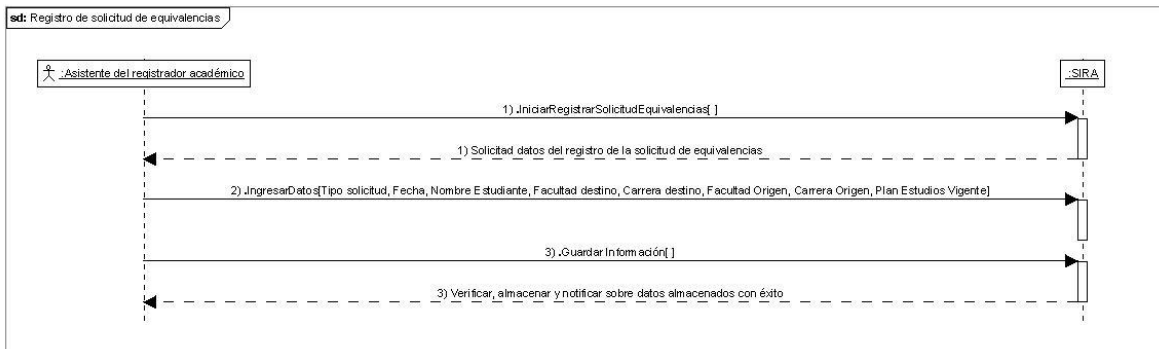 sd: Registro de solicitud de equivalencias
:Asistente del registrador académico
:SIRA
1) .IniciarRegistrarSolicitudEquivalencias[ ]
1) Solicitad datos del registro de la solicitud de equivalencias
2) .IngresarDatos[Tipo solicitud, Fecha, Nombre Estudiante, Facultad destino, Carrera destino, Facultad Origen, Carrera Origen, Plan Estudios Vigente]
3) .Guardar Información[ ]
3) Verificar, almacenar y notificar sobre datos almacenados con éxito